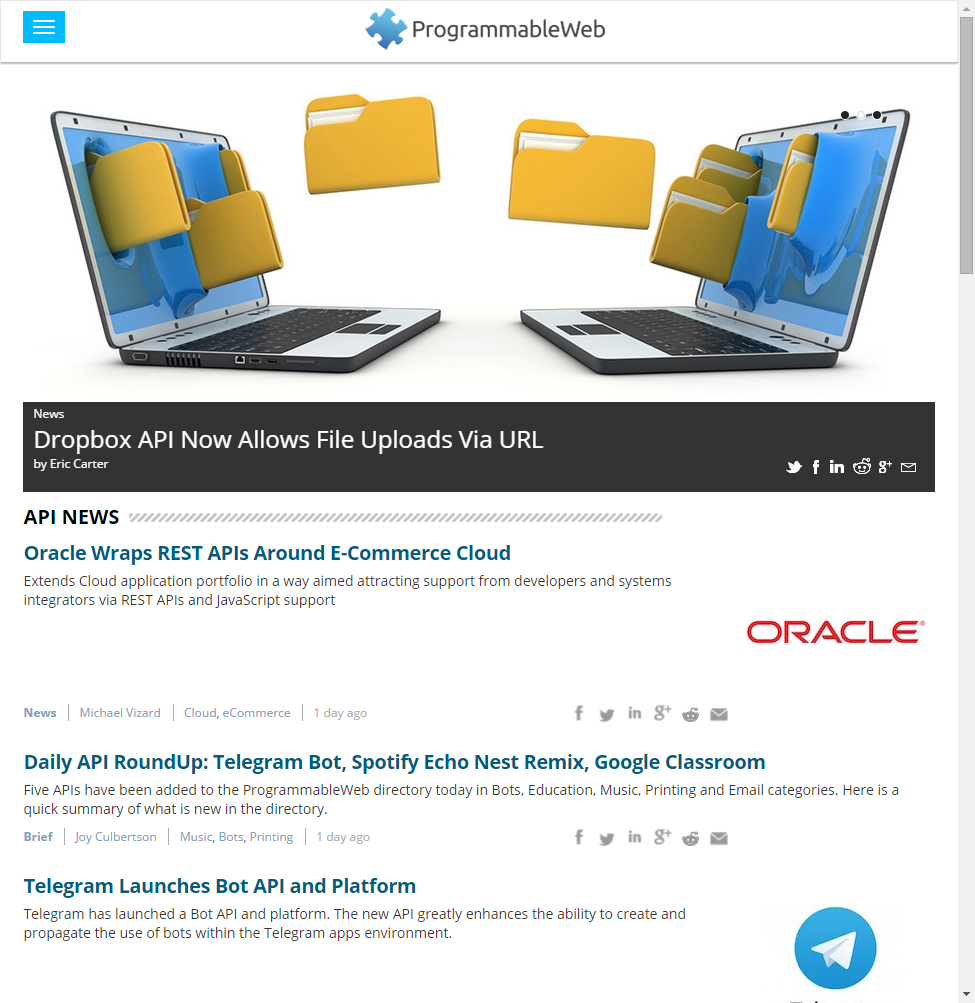 ProgrammableWeb
News
Dropbox API Now Allows File Uploads Via URL
by Eric Carter
API NEWS
Oracle Wraps REST APIs Around E-Commerce Cloud
Extends Cloud application portfolio in a way aimed attracting support from developers and systems
integrators via REST APIs and JavaScript support
ORACLE®
News | Michael Vizard | Cloud, eCommerce | 1 day ago
Daily API RoundUp: Telegram Bot, Spotify Echo Nest Remix, Google Classroom
Five APIs have been added to the ProgrammableWeb directory today in Bots, Education, Music, Printing and Email categories. Here is a
quick summary of what is new in the directory.
Brief | Joy Culbertson | Music, Bots, Printing | 1 day ago
Telegram Launches Bot API and Platform
Telegram has launched a Bot API and platform. The new API greatly enhances the ability to create and
propagate the use of bots within the Telegram apps environment.